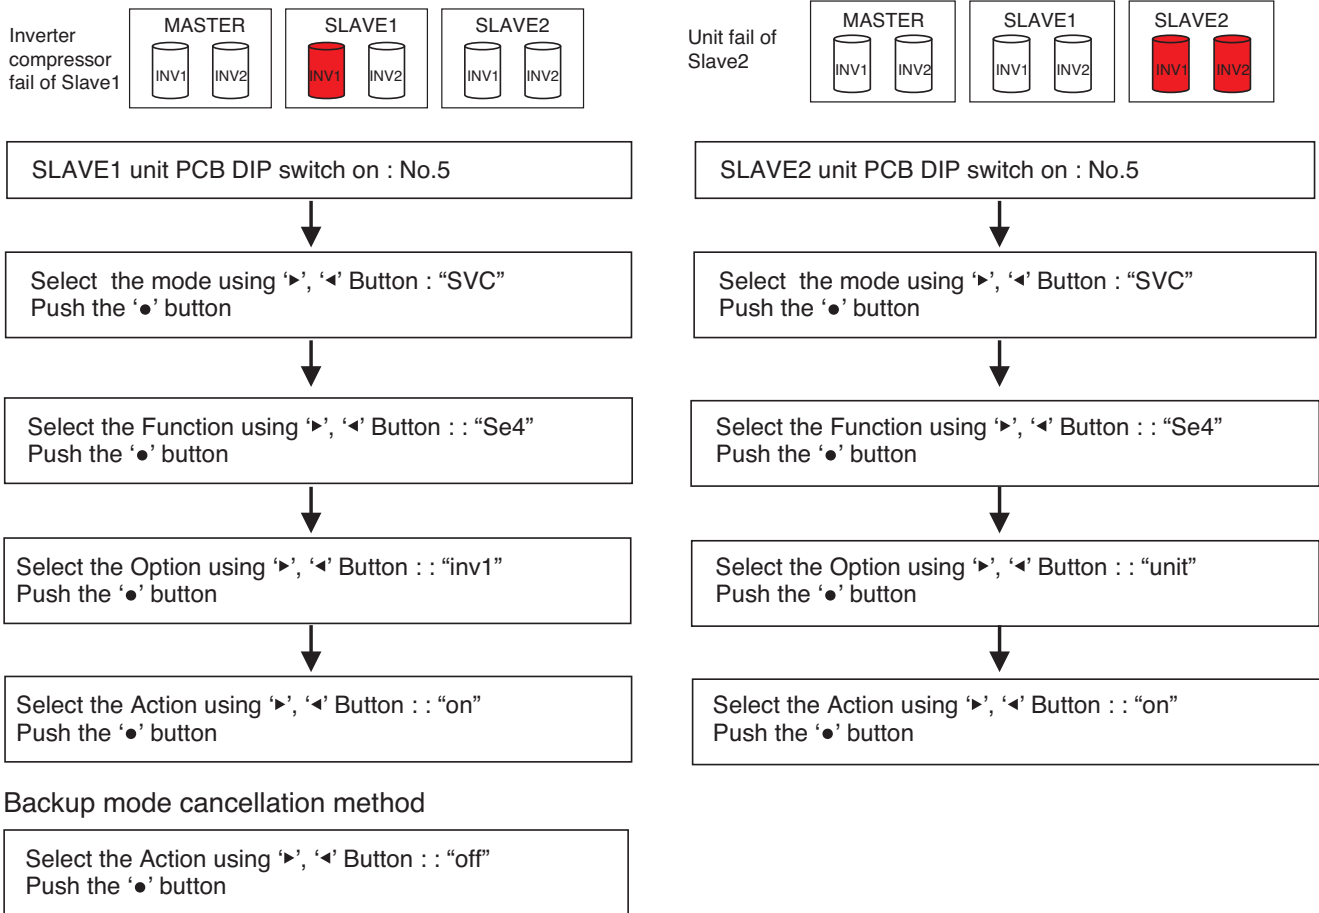 Inverter
compressor
fail of Slave1
MASTER
INV1 INV2
SLAVE1
INV1 INV2
SLAVE2
INV1 INV2
SLAVE1 unit PCB DIP switch on : No.5
Select the mode using ‘▶’, ‘◀’ Button : “SVC”
Push the ‘●’ button
Select the Function using ‘▶’, ‘◀’ Button : : “Se4”
Push the ‘●’ button
Select the Option using ‘▶’, ‘◀’ Button : : “inv1”
Push the ‘●’ button
Select the Action using ‘▶’, ‘◀’ Button : : “on”
Push the ‘●’ button
Backup mode cancellation method
Select the Action using ‘▶’, ‘◀’ Button : : “off”
Push the ‘●’ button
Unit fail of
Slave2
MASTER
INV1 INV2
SLAVE1
INV1 INV2
SLAVE2
INV1 INV2
SLAVE2 unit PCB DIP switch on : No.5
Select the mode using ‘▶’, ‘◀’ Button : “SVC”
Push the ‘●’ button
Select the Function using ‘▶’, ‘◀’ Button : : “Se4”
Push the ‘●’ button
Select the Option using ‘▶’, ‘◀’ Button : : “unit”
Push the ‘●’ button
Select the Action using ‘▶’, ‘◀’ Button : : “on”
Push the ‘●’ button